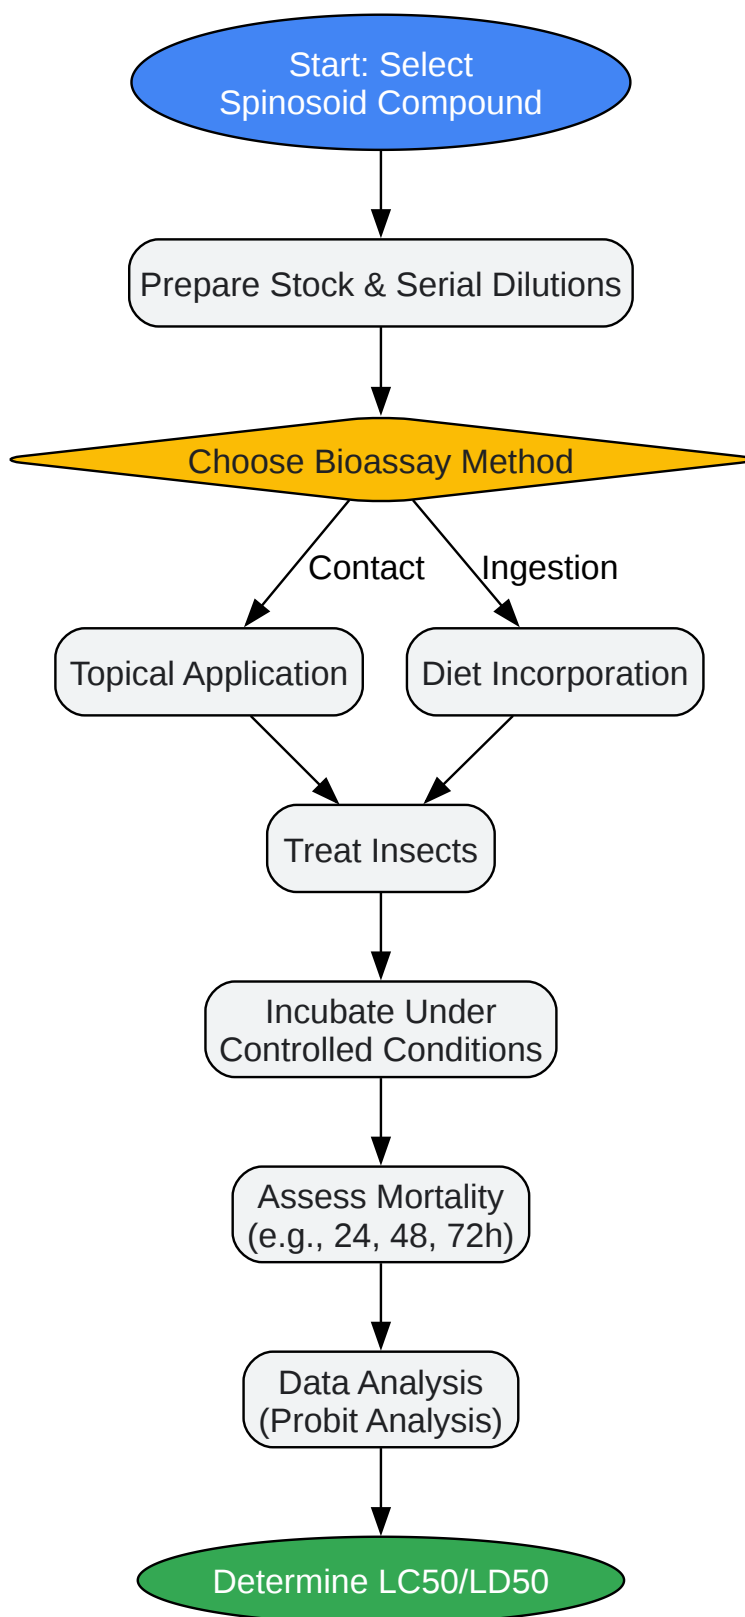 Start: Select
Spinosoid Compound
Prepare Stock & Serial Dilutions
Choose Bioassay Method
Contact
Ingestion
Topical Application
Diet Incorporation
Treat Insects
Incubate Under
Controlled Conditions
Assess Mortality
(e.g., 24, 48, 72h)
Data Analysis
(Probit Analysis)
Determine LC50/LD50